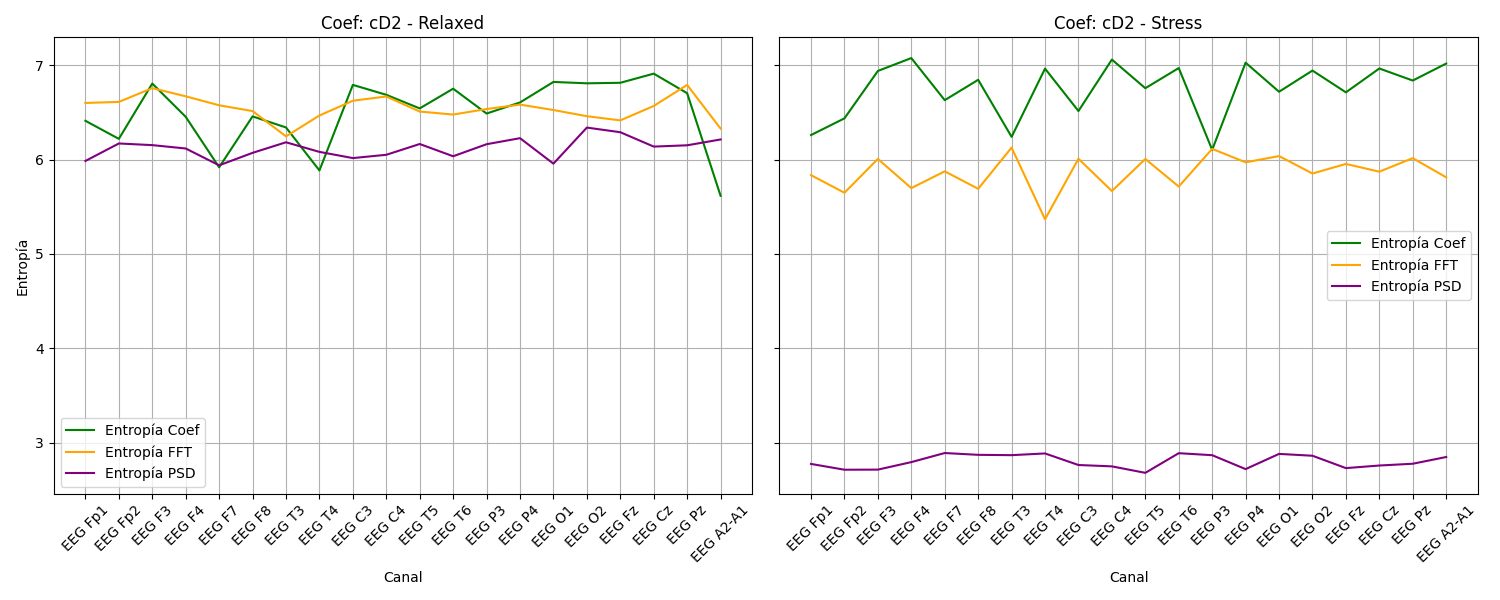 Coef: cD2 - Relaxed
Entropía
7
6
5
4
3
Entropía Coef
Entropía FFT
Entropía PSD
EEG Fp1
EEG Fp2
EEG F3
EEG F4
EEG F7
EEG F8
EEG T3
EEG T4
EEG C3
EEG C4
EEG T5
EEG T6
EEG P3
EEG P4
EEG O1
EEG O2
EEG Fz
EEG Cz
EEG Pz
EEG A2-A1
Canal
Coef: cD2 - Stress
Entropía Coef
Entropía FFT
Entropía PSD
EEG Fp1
EEG Fp2
EEG F3
EEG F4
EEG F7
EEG F8
EEG T3
EEG T4
EEG C3
EEG C4
EEG T5
EEG T6
EEG P3
EEG P4
EEG O1
EEG O2
EEG Fz
EEG Cz
EEG Pz
EEG A2-A1
Canal